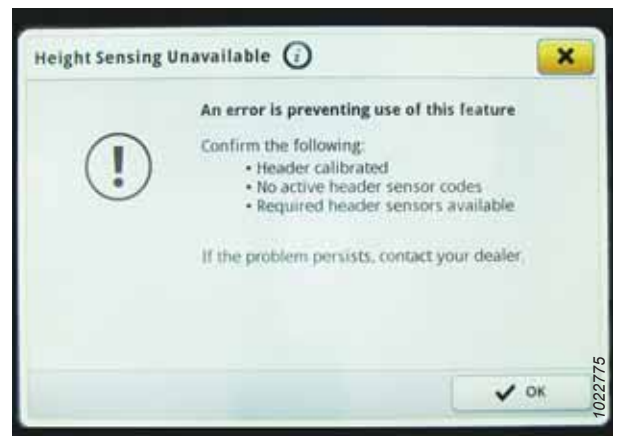 Height Sensing Unavailable
An error is preventing use of this feature
Confirm the following:
• Header calibrated
• No active header sensor codes
• Required header sensors available
If the problem persists, contact your dealer.
OK
1022775